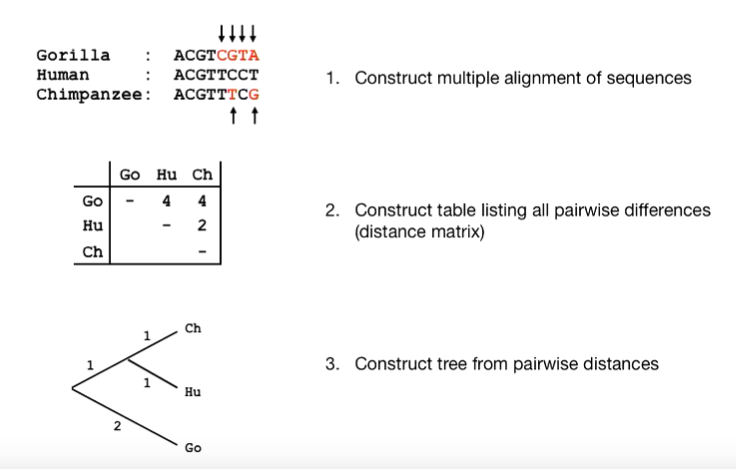 Gorilla : ACGTCGTA
Human : ACGTTCCT
Chimpanzee: ACGTTTCG
1. Construct multiple alignment of sequences
Go Hu Ch
Go - 4 4
Hu - 2
Ch -
2. Construct table listing all pairwise differences
(distance matrix)
1 Ch
1
1 Hu
2
Go
3. Construct tree from pairwise distances